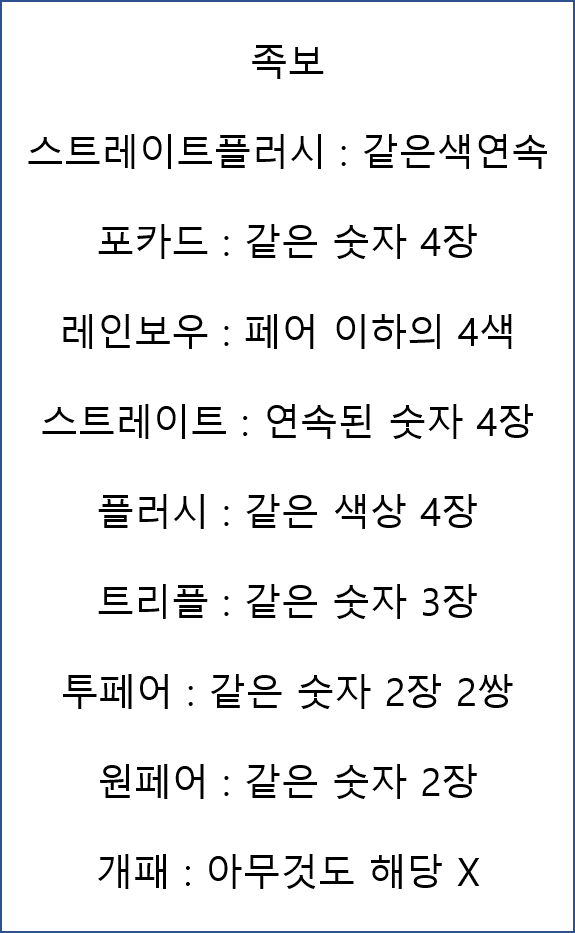 족보
스트레이트플러시 : 같은색연속
포카드 : 같은 숫자 4장
레인보우 : 페어 이하의 4색
스트레이트 : 연속된 숫자 4장
플러시 : 같은 색상 4장
트리플 : 같은 숫자 3장
투페어 : 같은 숫자 2장 2쌍
원페어 : 같은 숫자 2장
개패 : 아무것도 해당 X